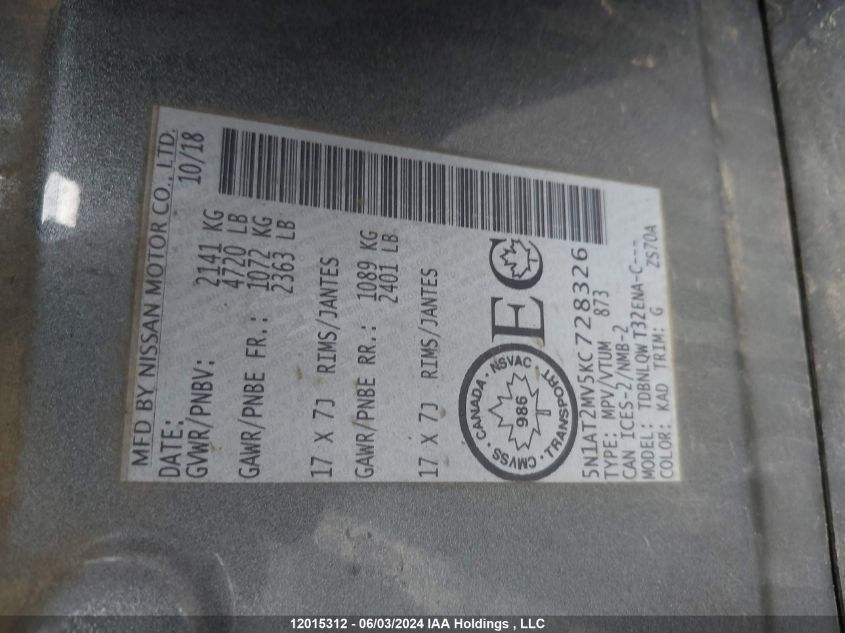 MFD BY NISSAN MOTOR CO., LTD.
DATE: 10/18
GVWR/PNBV: 2141 KG
4720 LB
GAWR/PNBE FR.: 1072 KG
2363 LB
17 X 7J RIMS/JANTES
GAWR/PNBE RR.: 1089 KG
2401 LB
17 X 7J RIMS/JANTES
CANADA · NSVAC · TRANSPORT · CMVSS
986
EC
5N1AT2MV5KC728326
TYPE: MPV/VTUM 873
CAN ICES-2/NMB-2
MODEL: TDBNLQW T32ENA-C---
COLOR: KAD TRIM: G ZS70A
12015312 - 06/03/2024 IAA Holdings , LLC